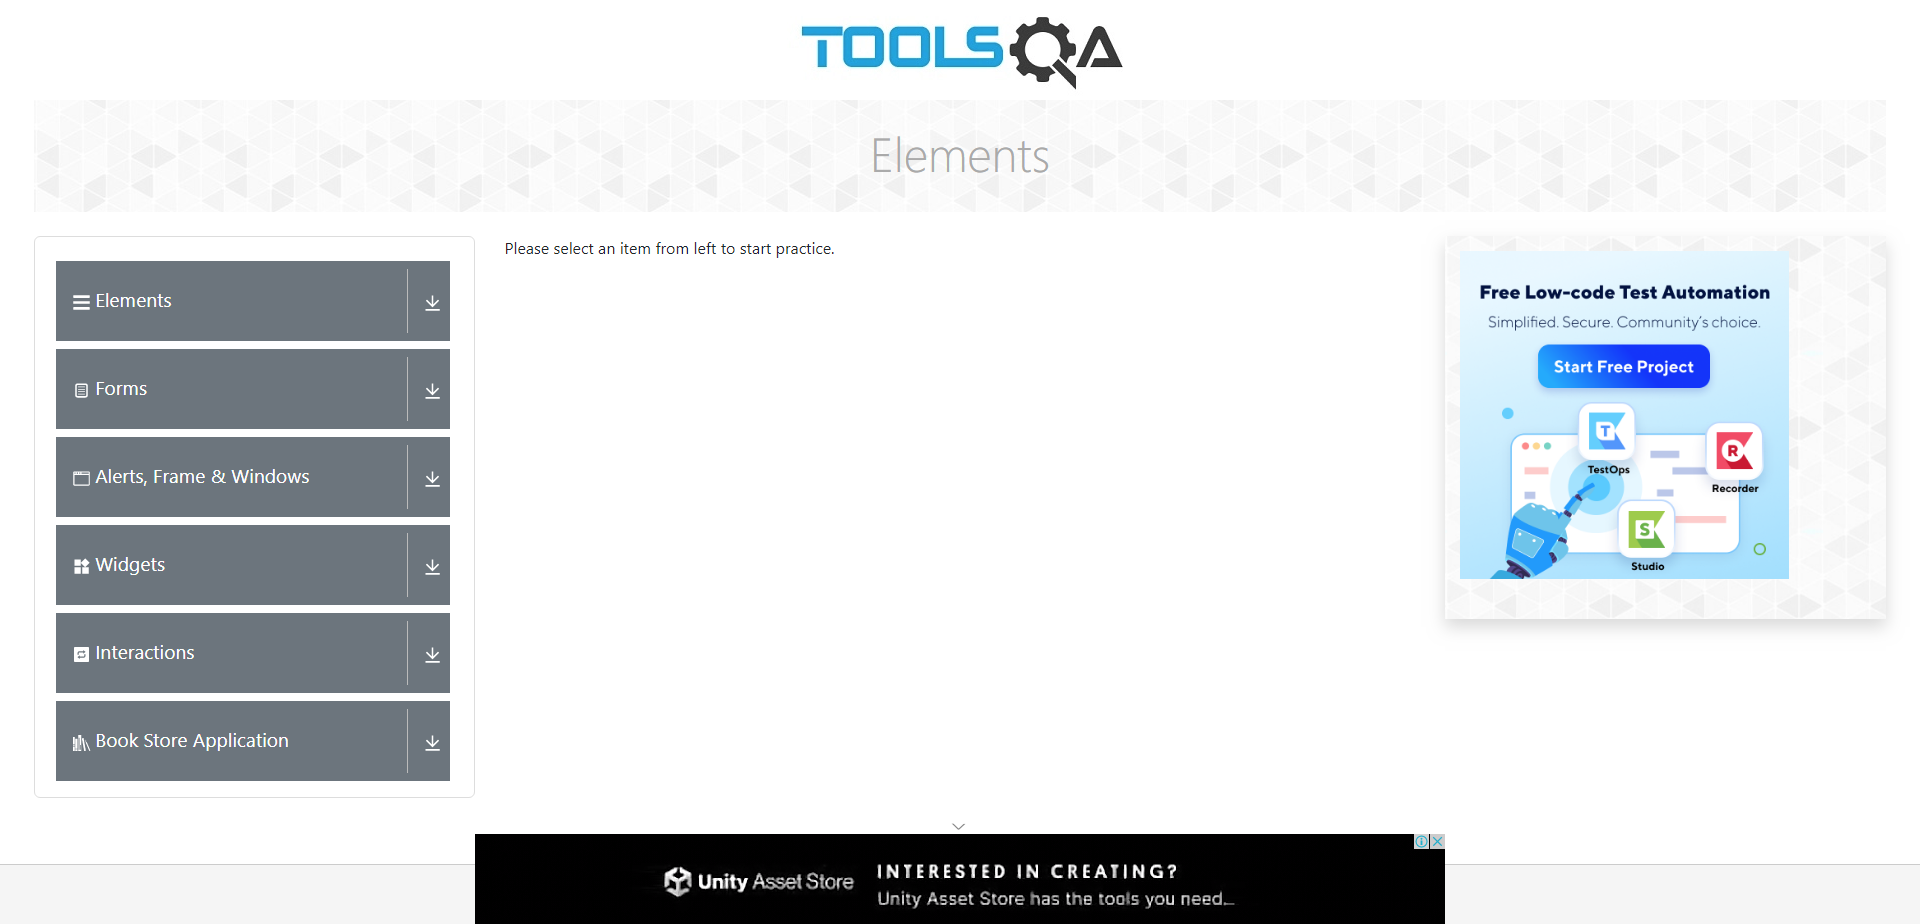 TOOLSQA
Elements
Elements
Forms
Alerts, Frame & Windows
Widgets
Interactions
Book Store Application
Please select an item from left to start practice.
Free Low-code Test Automation
Simplified. Secure. Community's choice.
Start Free Project
T
TestOps
R
Recorder
S
Studio
Unity Asset Store
INTERESTED IN CREATING?
Unity Asset Store has the tools you need...